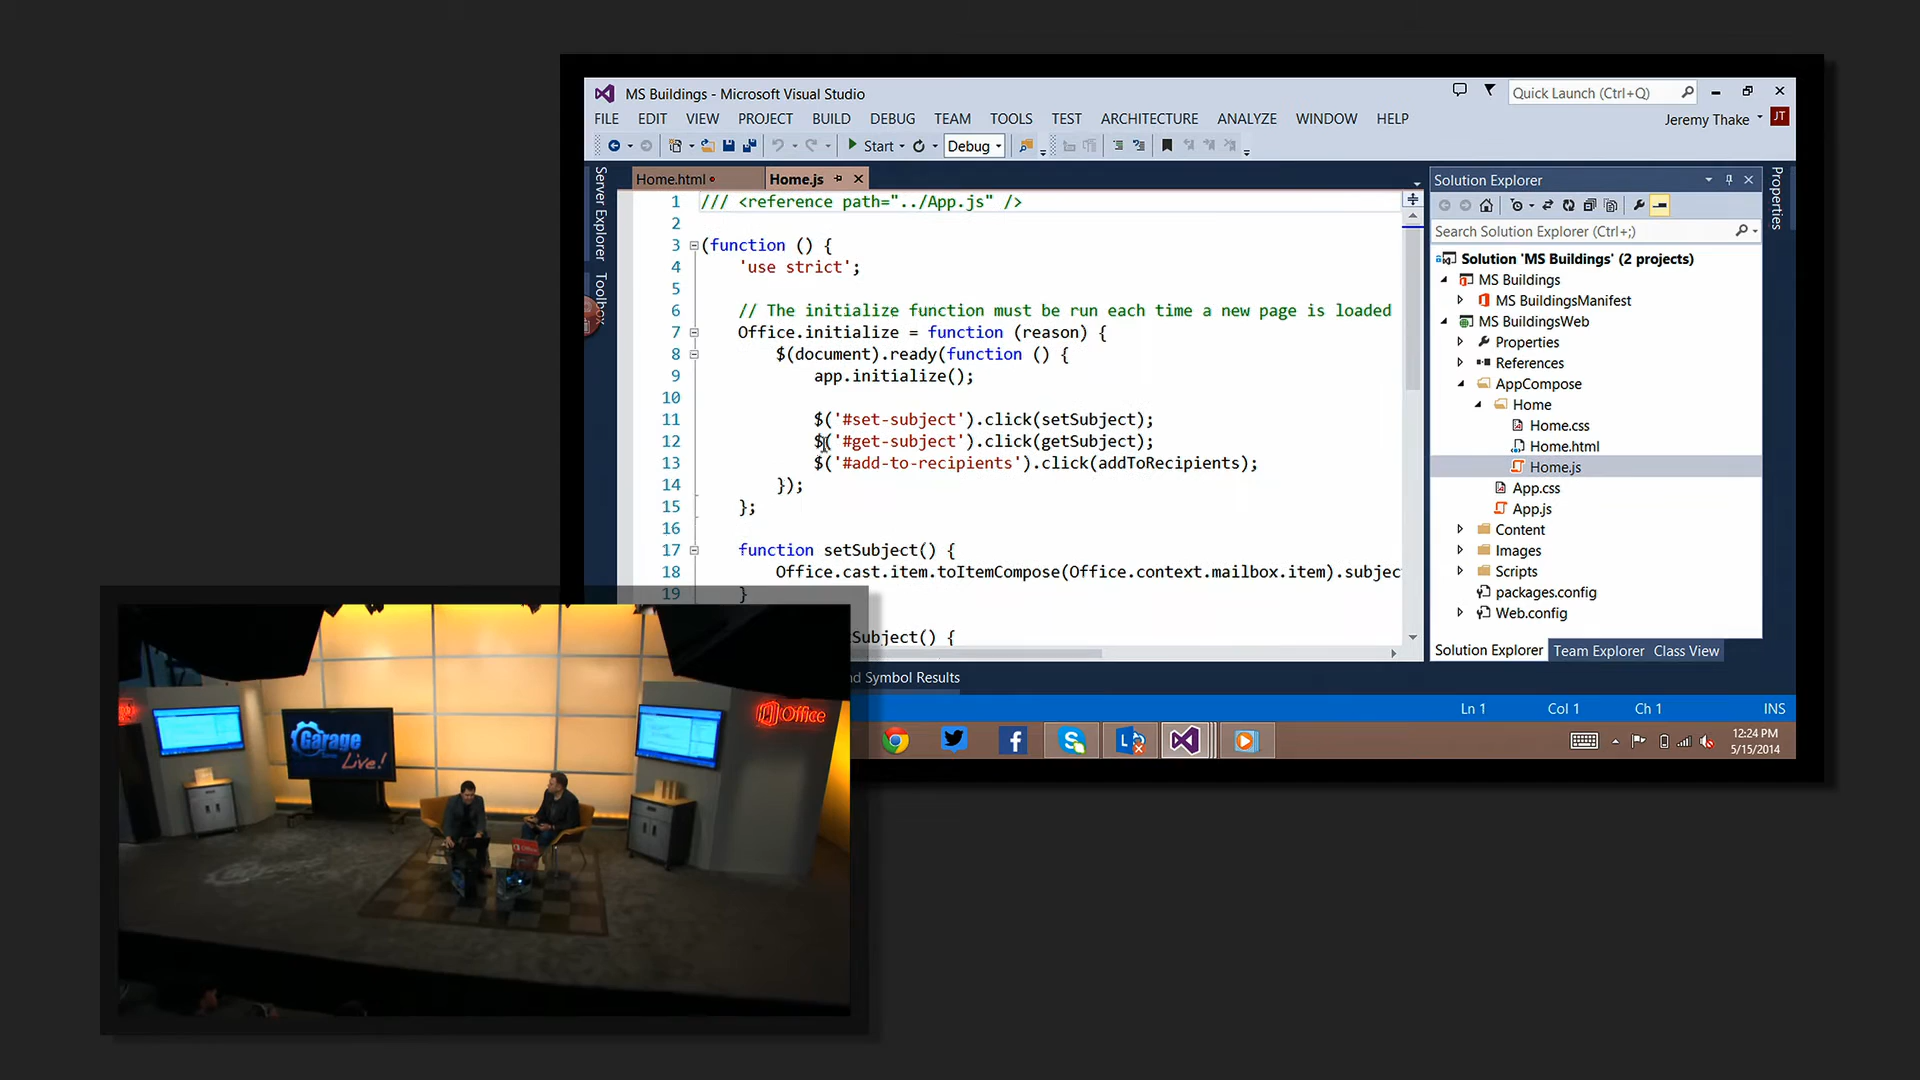 MS Buildings - Microsoft Visual Studio
Quick Launch (Ctrl+Q)
FILE EDIT VIEW PROJECT BUILD DEBUG TEAM TOOLS TEST ARCHITECTURE ANALYZE WINDOW HELP
Jeremy Thake
JT
Start
Debug
Server Explorer
Toolbox
Home.html
Home.js
1 /// <reference path="../App.js" />
2
3 (function () {
4 'use strict';
5
6 // The initialize function must be run each time a new page is loaded
7 Office.initialize = function (reason) {
8 $(document).ready(function () {
9 app.initialize();
10
11 $('#set-subject').click(setSubject);
12 $('#get-subject').click(getSubject);
13 $('#add-to-recipients').click(addToRecipients);
14 });
15 };
16
17 function setSubject() {
18 Office.cast.item.toItemCompose(Office.context.mailbox.item).subjec
19 }
Subject() {
Solution Explorer
Search Solution Explorer (Ctrl+;)
Solution 'MS Buildings' (2 projects)
MS Buildings
MS BuildingsManifest
MS BuildingsWeb
Properties
References
AppCompose
Home
Home.css
Home.html
Home.js
App.css
App.js
Content
Images
Scripts
packages.config
Web.config
Solution Explorer Team Explorer Class View
Properties
nd Symbol Results
Ln 1 Col 1 Ch 1 INS
12:24 PM
5/15/2014
Garage
Live!
Office